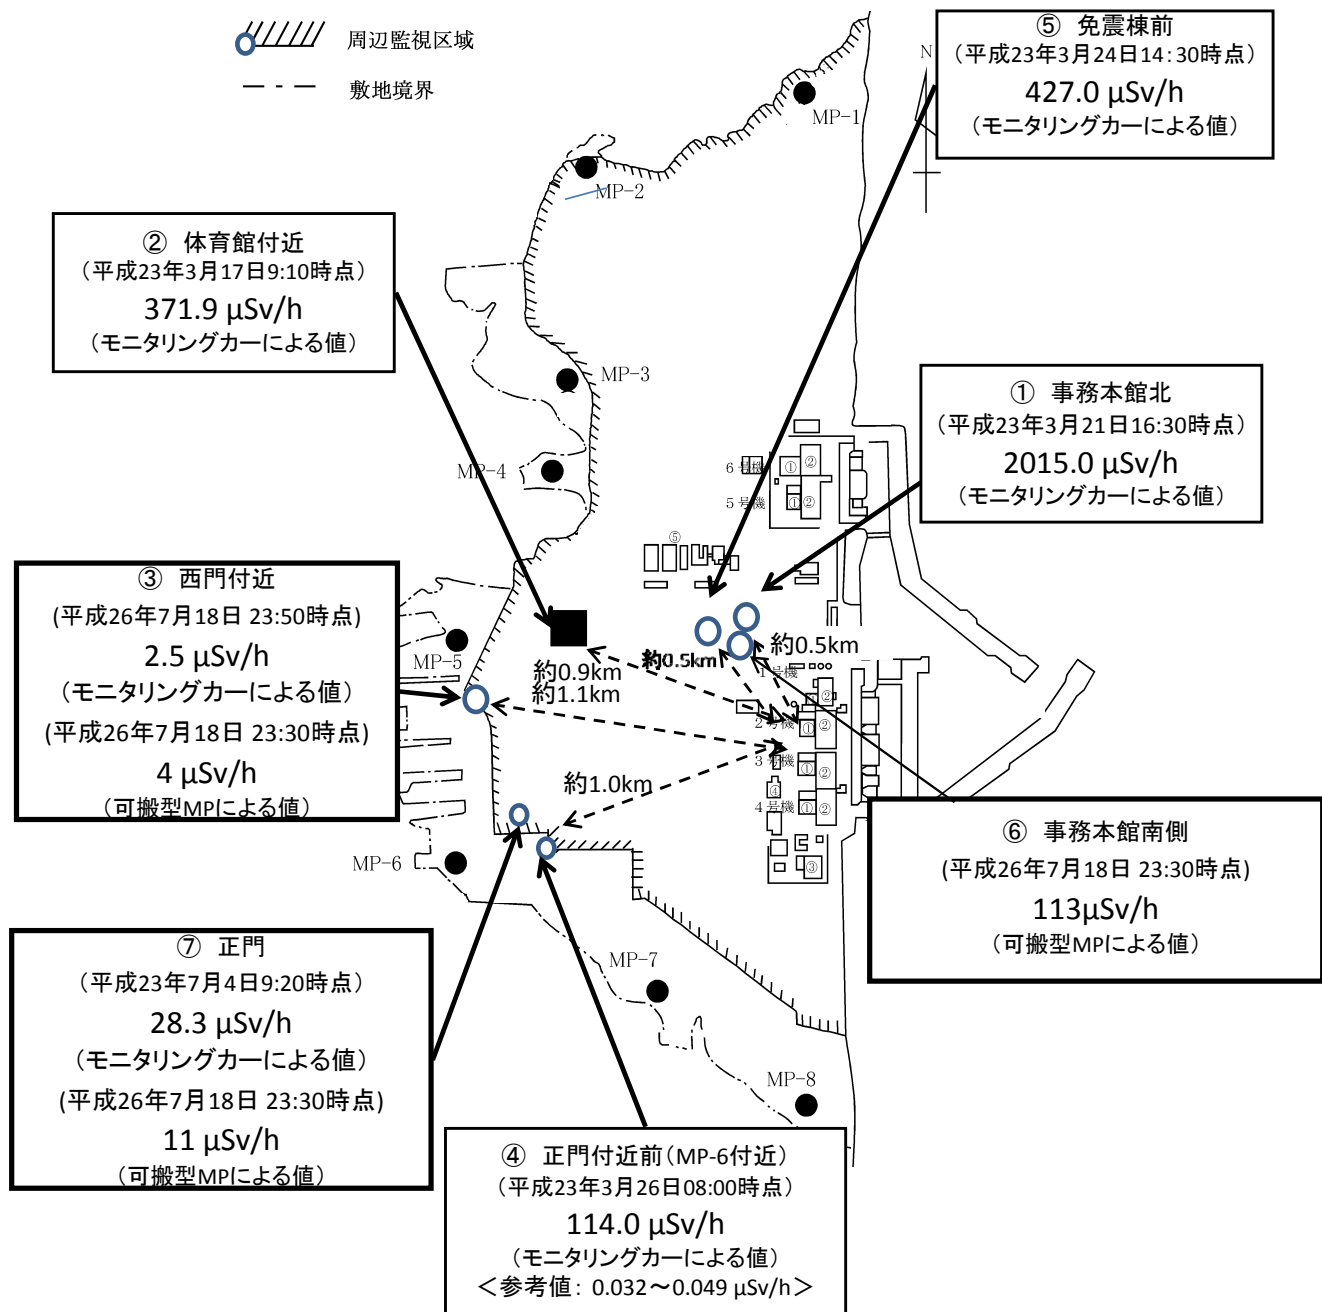 周辺監視区域
敷地境界
⑤ 免震棟前
（平成23年3月24日14：30時点）
427.0 μSv/h
（モニタリングカーによる値）
N
MP-1
MP-2
② 体育館付近
（平成23年3月17日9:10時点）
371.9 μSv/h
（モニタリングカーによる値）
MP-3
MP-4
① 事務本館北
（平成23年3月21日16:30時点）
2015.0 μSv/h
（モニタリングカーによる値）
6号機
①
②
5号機
①
②
⑤
③ 西門付近
(平成26年7月18日 23:50時点)
2.5 μSv/h
（モニタリングカーによる値）
(平成26年7月18日 23:30時点)
4 μSv/h
（可搬型MPによる値）
MP-5
約0.9km
約1.1km
約0.5km
約0.5km
約1.0km
1号機
②
2号機
①
②
3号機
①
②
④
4号機
①
②
③
MP-6
⑥ 事務本館南側
(平成26年7月18日 23:30時点)
113μSv/h
（可搬型MPによる値）
⑦ 正門
（平成23年7月4日9:20時点）
28.3 μSv/h
（モニタリングカーによる値）
(平成26年7月18日 23:30時点)
11 μSv/h
（可搬型MPによる値）
MP-7
MP-8
④ 正門付近前（MP-6付近）
（平成23年3月26日08:00時点）
114.0 μSv/h
（モニタリングカーによる値）
＜参考値： 0.032～0.049 μSv/h＞